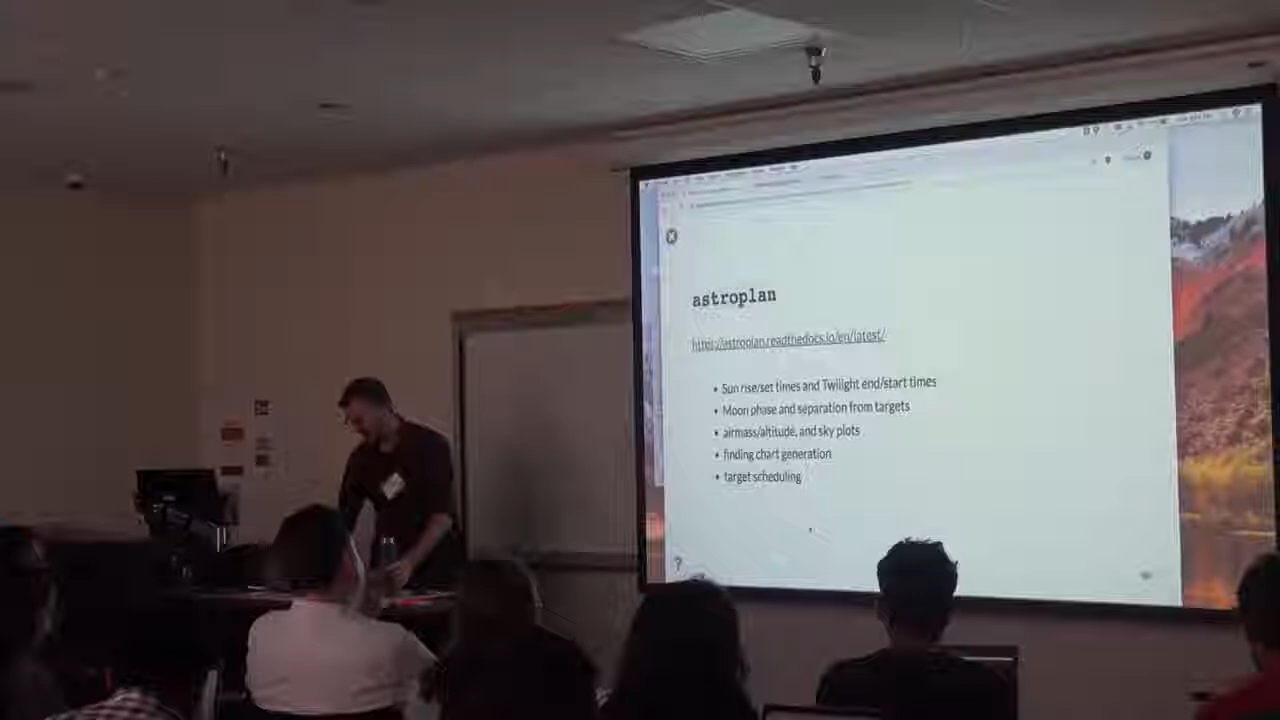 astroplan
https://astroplan.readthedocs.io/en/latest/
• Sun rise/set times and Twilight end/start times
• Moon phase and separation from targets
• airmass/altitude, and sky plots
• finding chart generation
• target scheduling
?